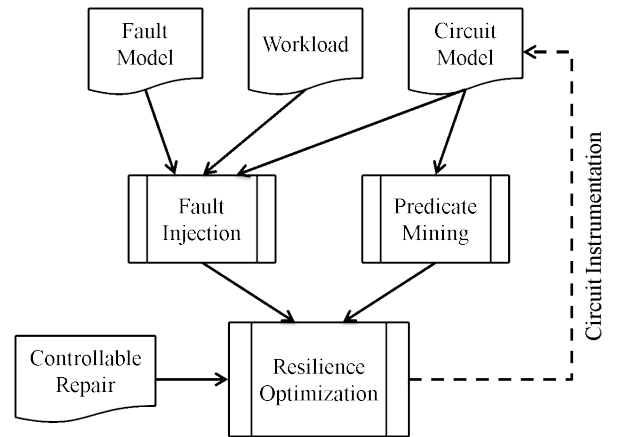 Fault
Model
Workload
Circuit
Model
Fault
Injection
Predicate
Mining
Circuit Instrumentation
Controllable
Repair
Resilience
Optimization